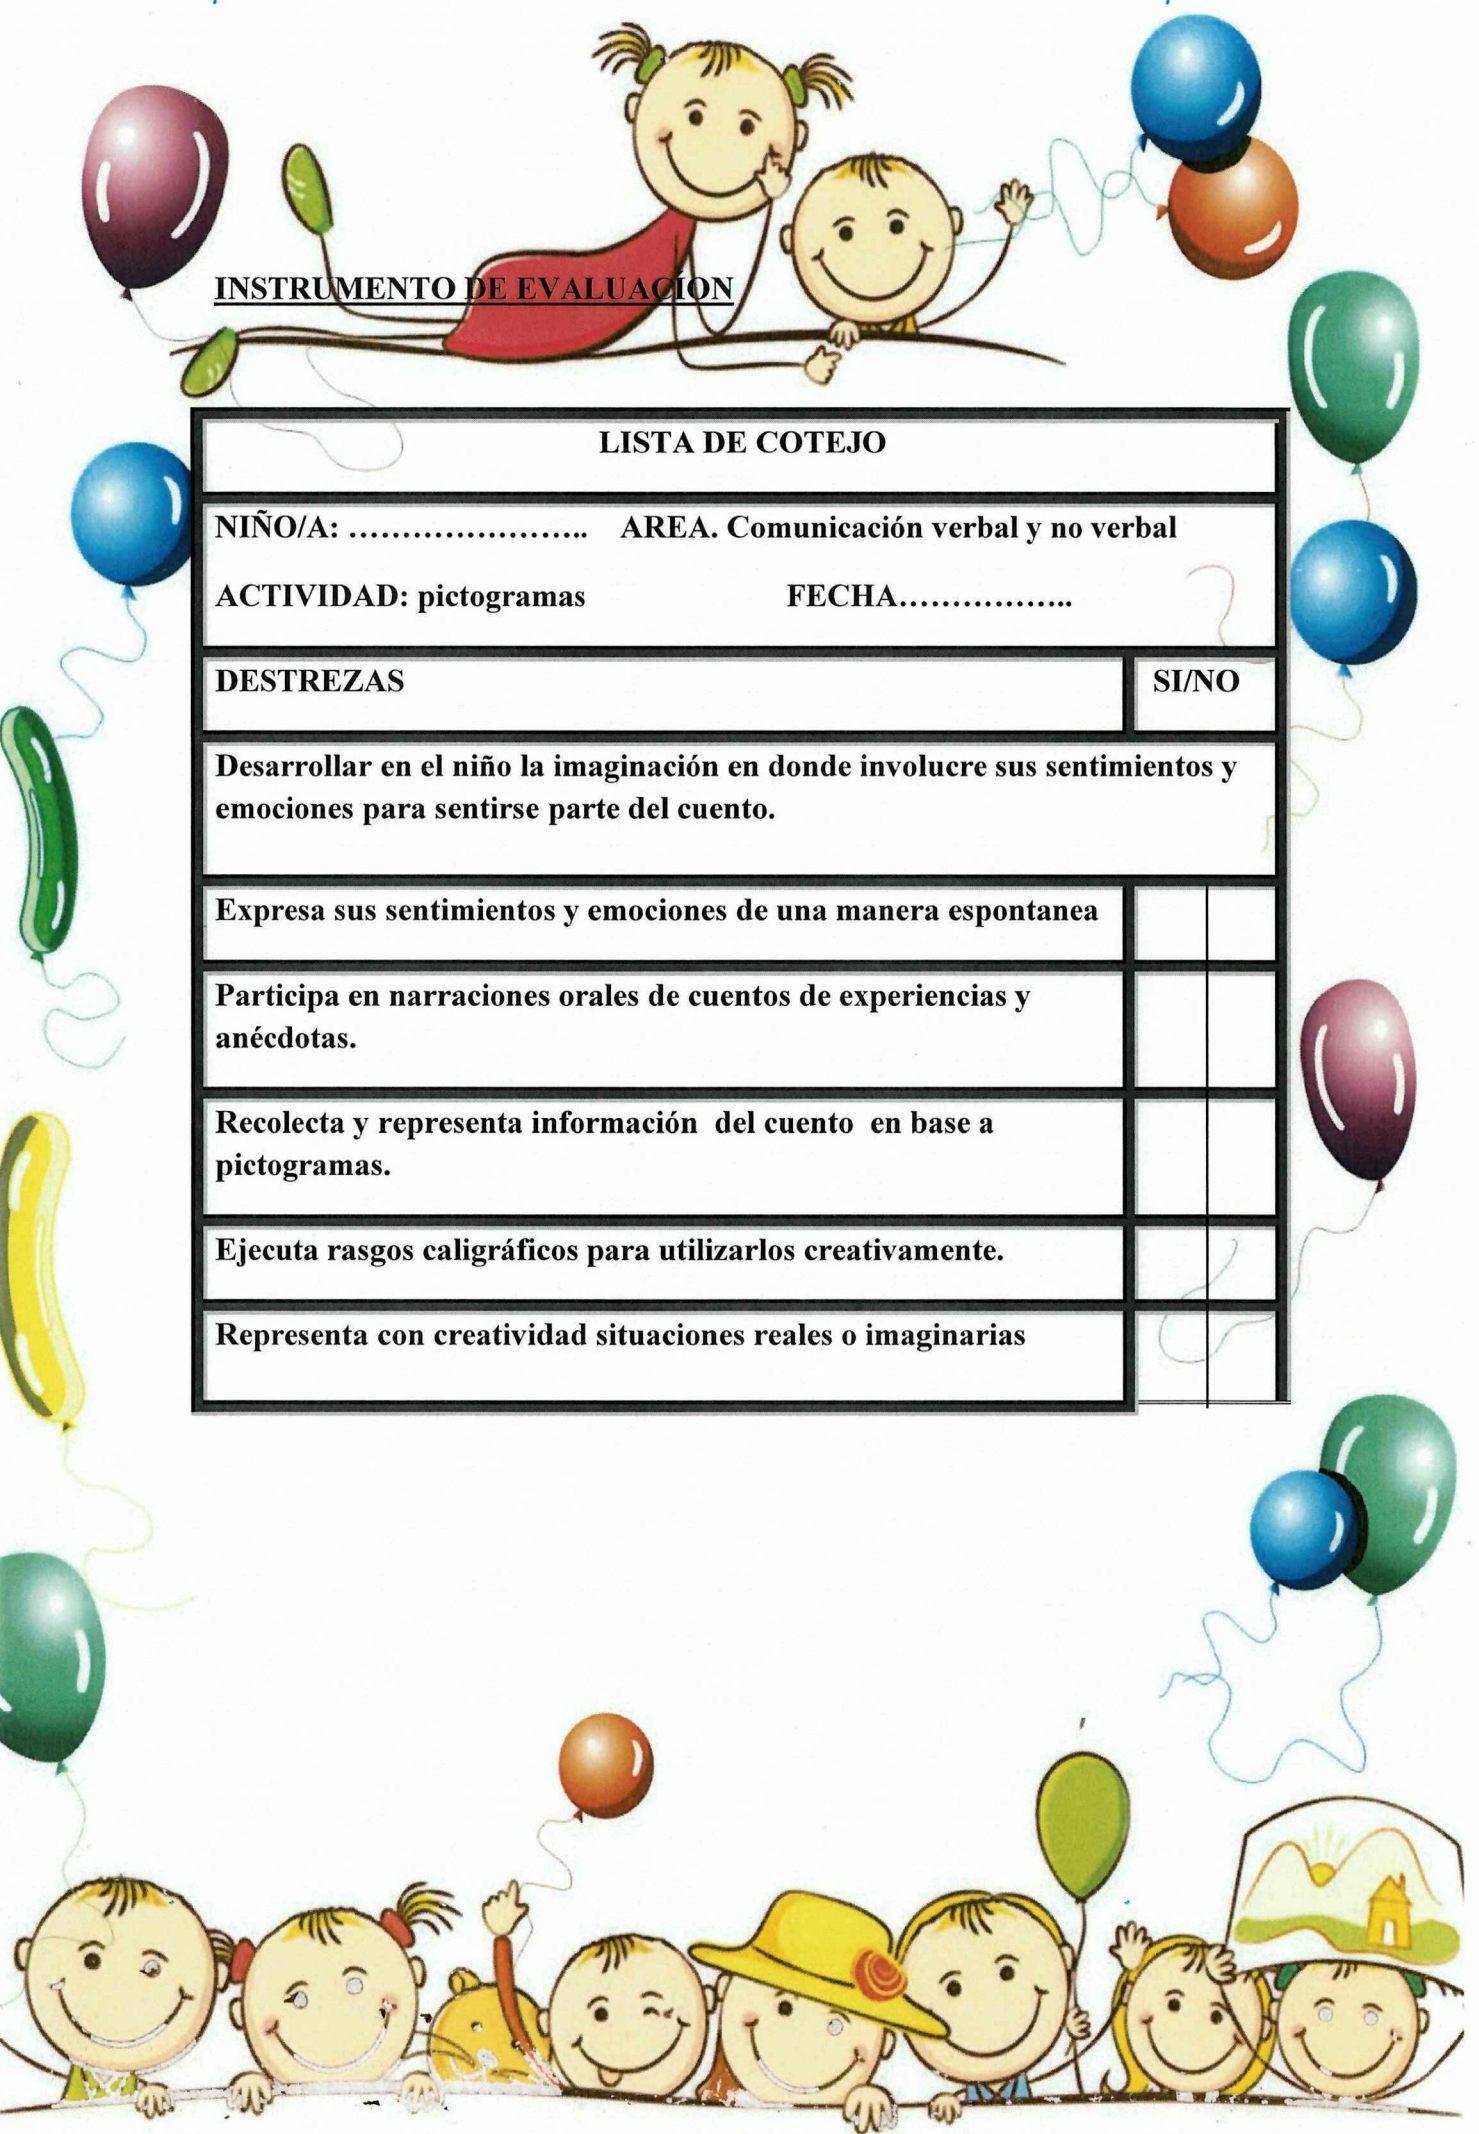 INSTRUMENTO DE EVALUACIÓN
LISTA DE COTEJO
NIÑO/A: …………………..    AREA. Comunicación verbal y no verbal
ACTIVIDAD: pictogramas    FECHA……………..
DESTREZAS    SI/NO
Desarrollar en el niño la imaginación en donde involucre sus sentimientos y
emociones para sentirse parte del cuento.
Expresa sus sentimientos y emociones de una manera espontanea
Participa en narraciones orales de cuentos de experiencias y
anécdotas.
Recolecta y representa información  del cuento  en base a
pictogramas.
Ejecuta rasgos caligráficos para utilizarlos creativamente.
Representa con creatividad situaciones reales o imaginarias